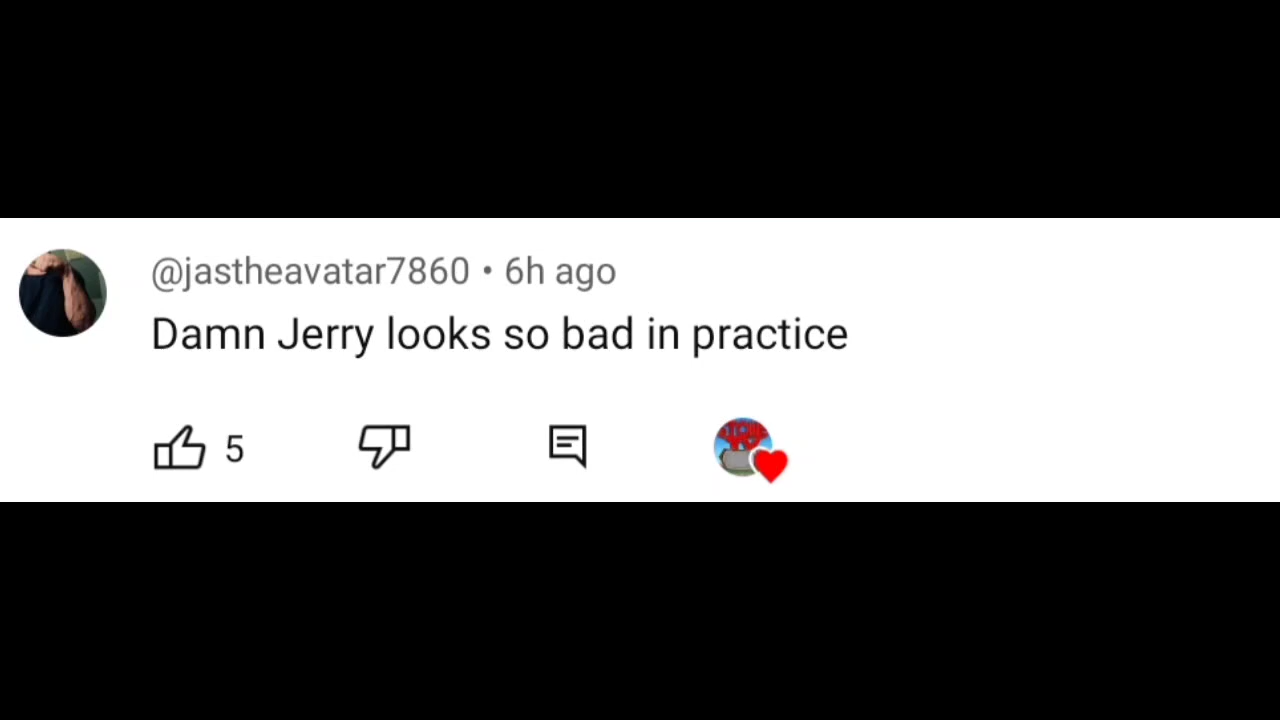 @jastheavatar7860 • 6h ago
Damn Jerry looks so bad in practice
5